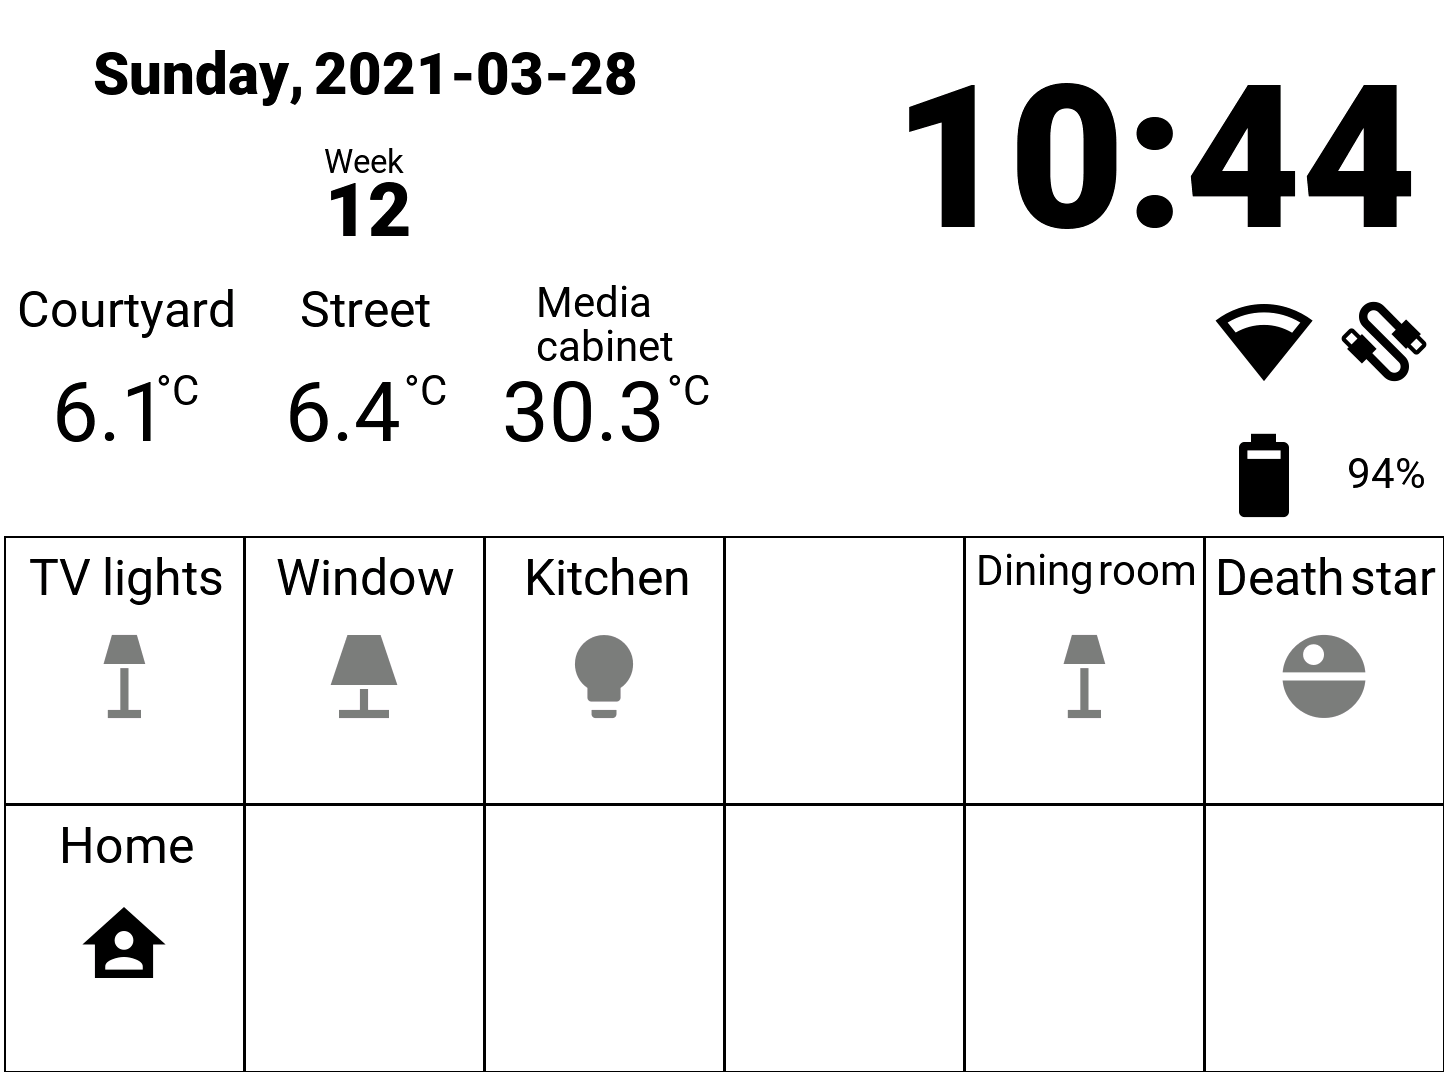 Sunday, 2021-03-28
10:44
Week
12
Courtyard
6.1°C
Street
6.4°C
Media
cabinet
30.3°C
94%
TV lights
Window
Kitchen
Dining room
Death star
Home